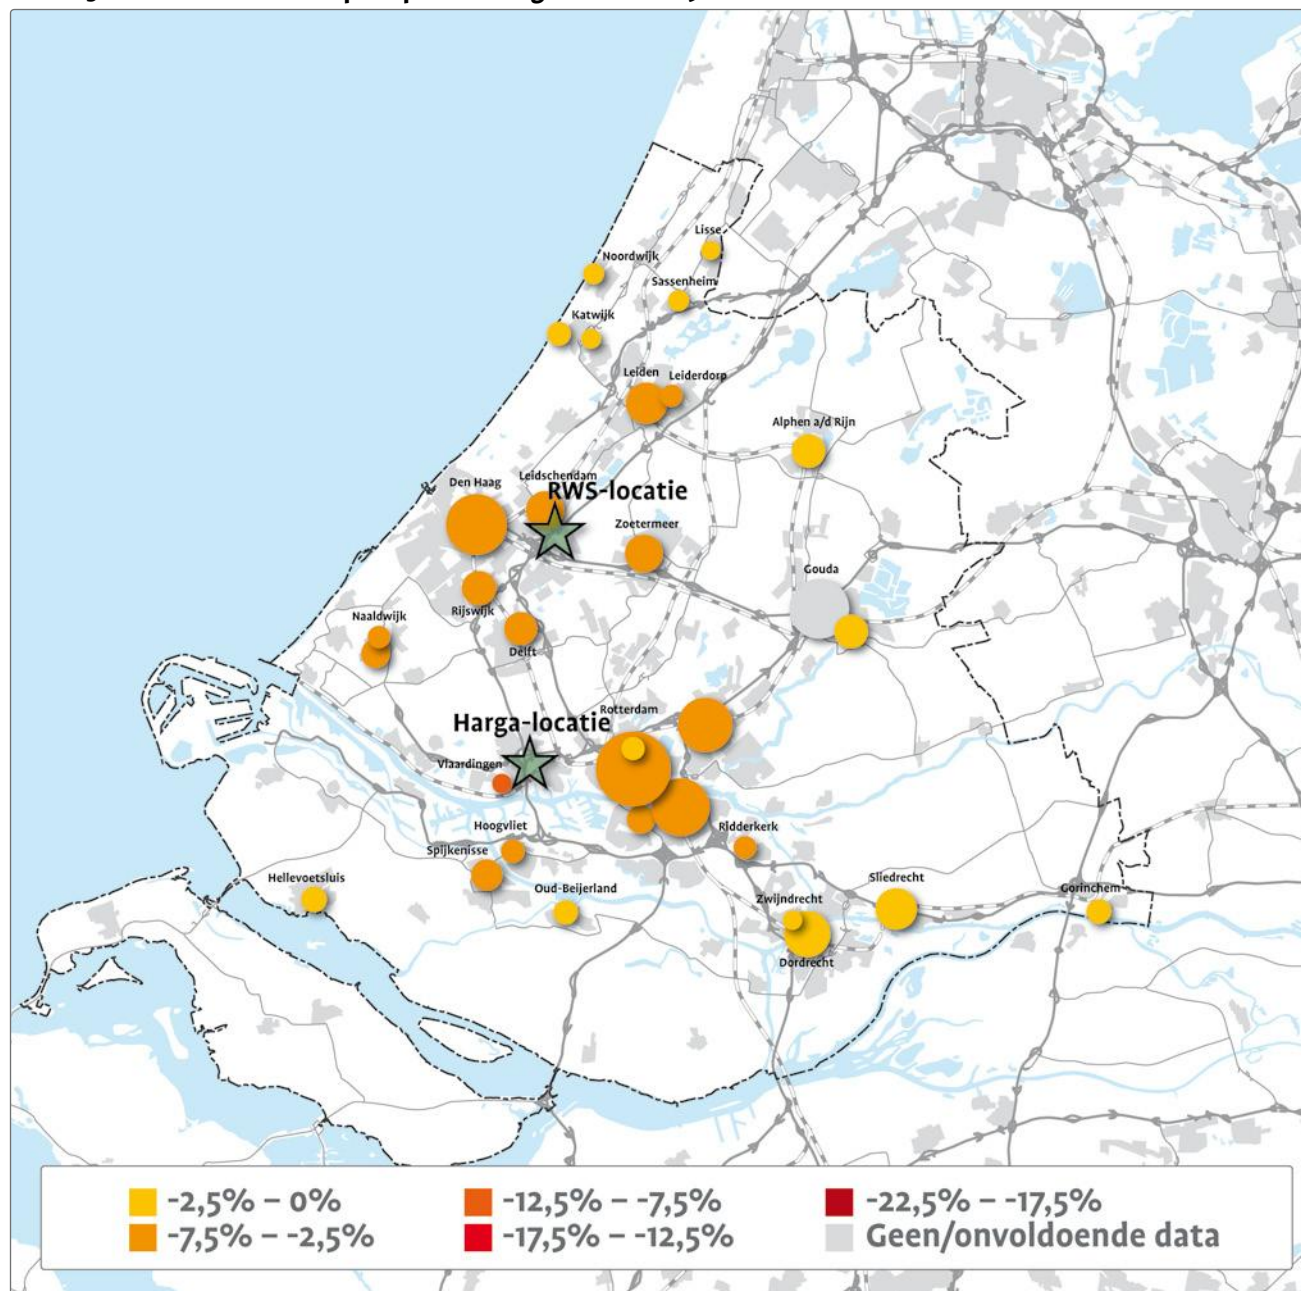 Lisse
Noordwijk
Sassenheim
Katwijk
Leiden
Leiderdorp
Alphen a/d Rijn
Den Haag
Leidschendam
RWS-locatie
Zoetermeer
Gouda
Rijswijk
Naaldwijk
Delft
Rotterdam
Harga-locatie
Vlaardingen
Hoogvliet
Ridderkerk
Spijkenisse
Hellevoetsluis
Oud-Beijerland
Sliedrecht
Zwijndrecht
Gorinchem
Dordrecht
-2,5% – 0%
-12,5% – -7,5%
-22,5% – -17,5%
-7,5% – -2,5%
-17,5% – -12,5%
Geen/onvoldoende data